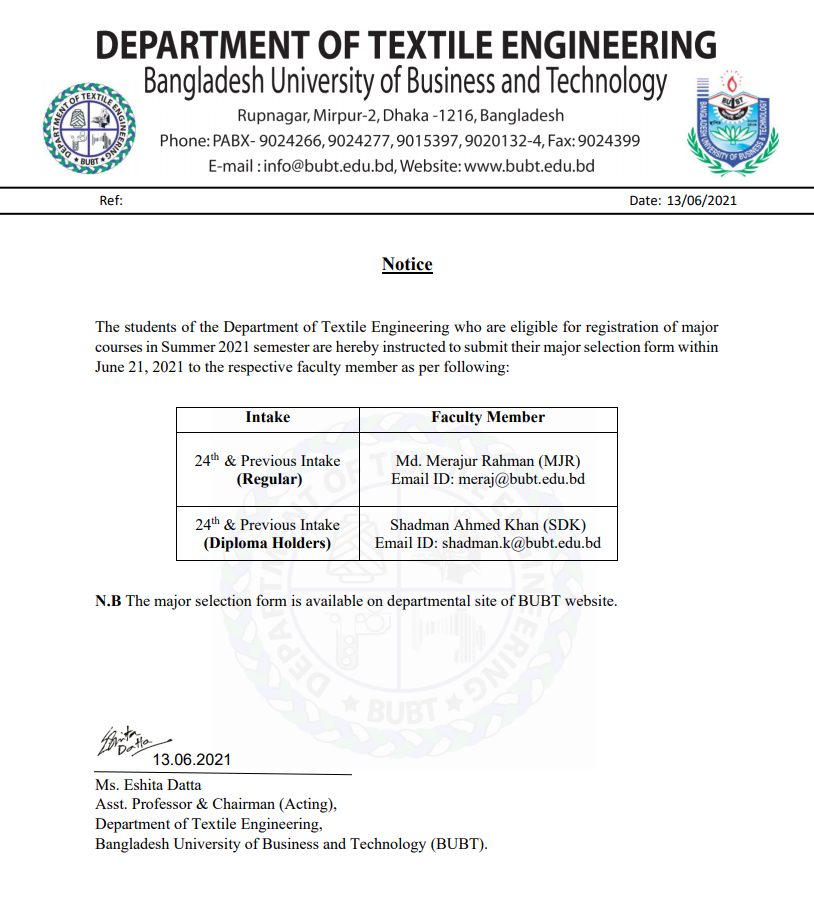 DEPARTMENT OF TEXTILE ENGINEERING
Bangladesh University of Business and Technology
Rupnagar, Mirpur-2, Dhaka -1216, Bangladesh
Phone: PABX- 9024266, 9024277, 9015397, 9020132-4, Fax: 9024399
E-mail : info@bubt.edu.bd, Website: www.bubt.edu.bd
DEPARTMENT OF TEXTILE ENGINEERING
BUBT
BUBT
BANGLADESH UNIVERSITY OF BUSINESS & TECHNOLOGY
Ref:
Date: 13/06/2021
Notice
The students of the Department of Textile Engineering who are eligible for registration of major
courses in Summer 2021 semester are hereby instructed to submit their major selection form within
June 21, 2021 to the respective faculty member as per following:
Intake
Faculty Member
24th & Previous Intake
(Regular)
Md. Merajur Rahman (MJR)
Email ID: meraj@bubt.edu.bd
24th & Previous Intake
(Diploma Holders)
Shadman Ahmed Khan (SDK)
Email ID: shadman.k@bubt.edu.bd
N.B The major selection form is available on departmental site of BUBT website.
DEPARTMENT OF TEXTILE ENGINEERING
BUBT
Eshita
Datta
13.06.2021
Ms. Eshita Datta
Asst. Professor & Chairman (Acting),
Department of Textile Engineering,
Bangladesh University of Business and Technology (BUBT).